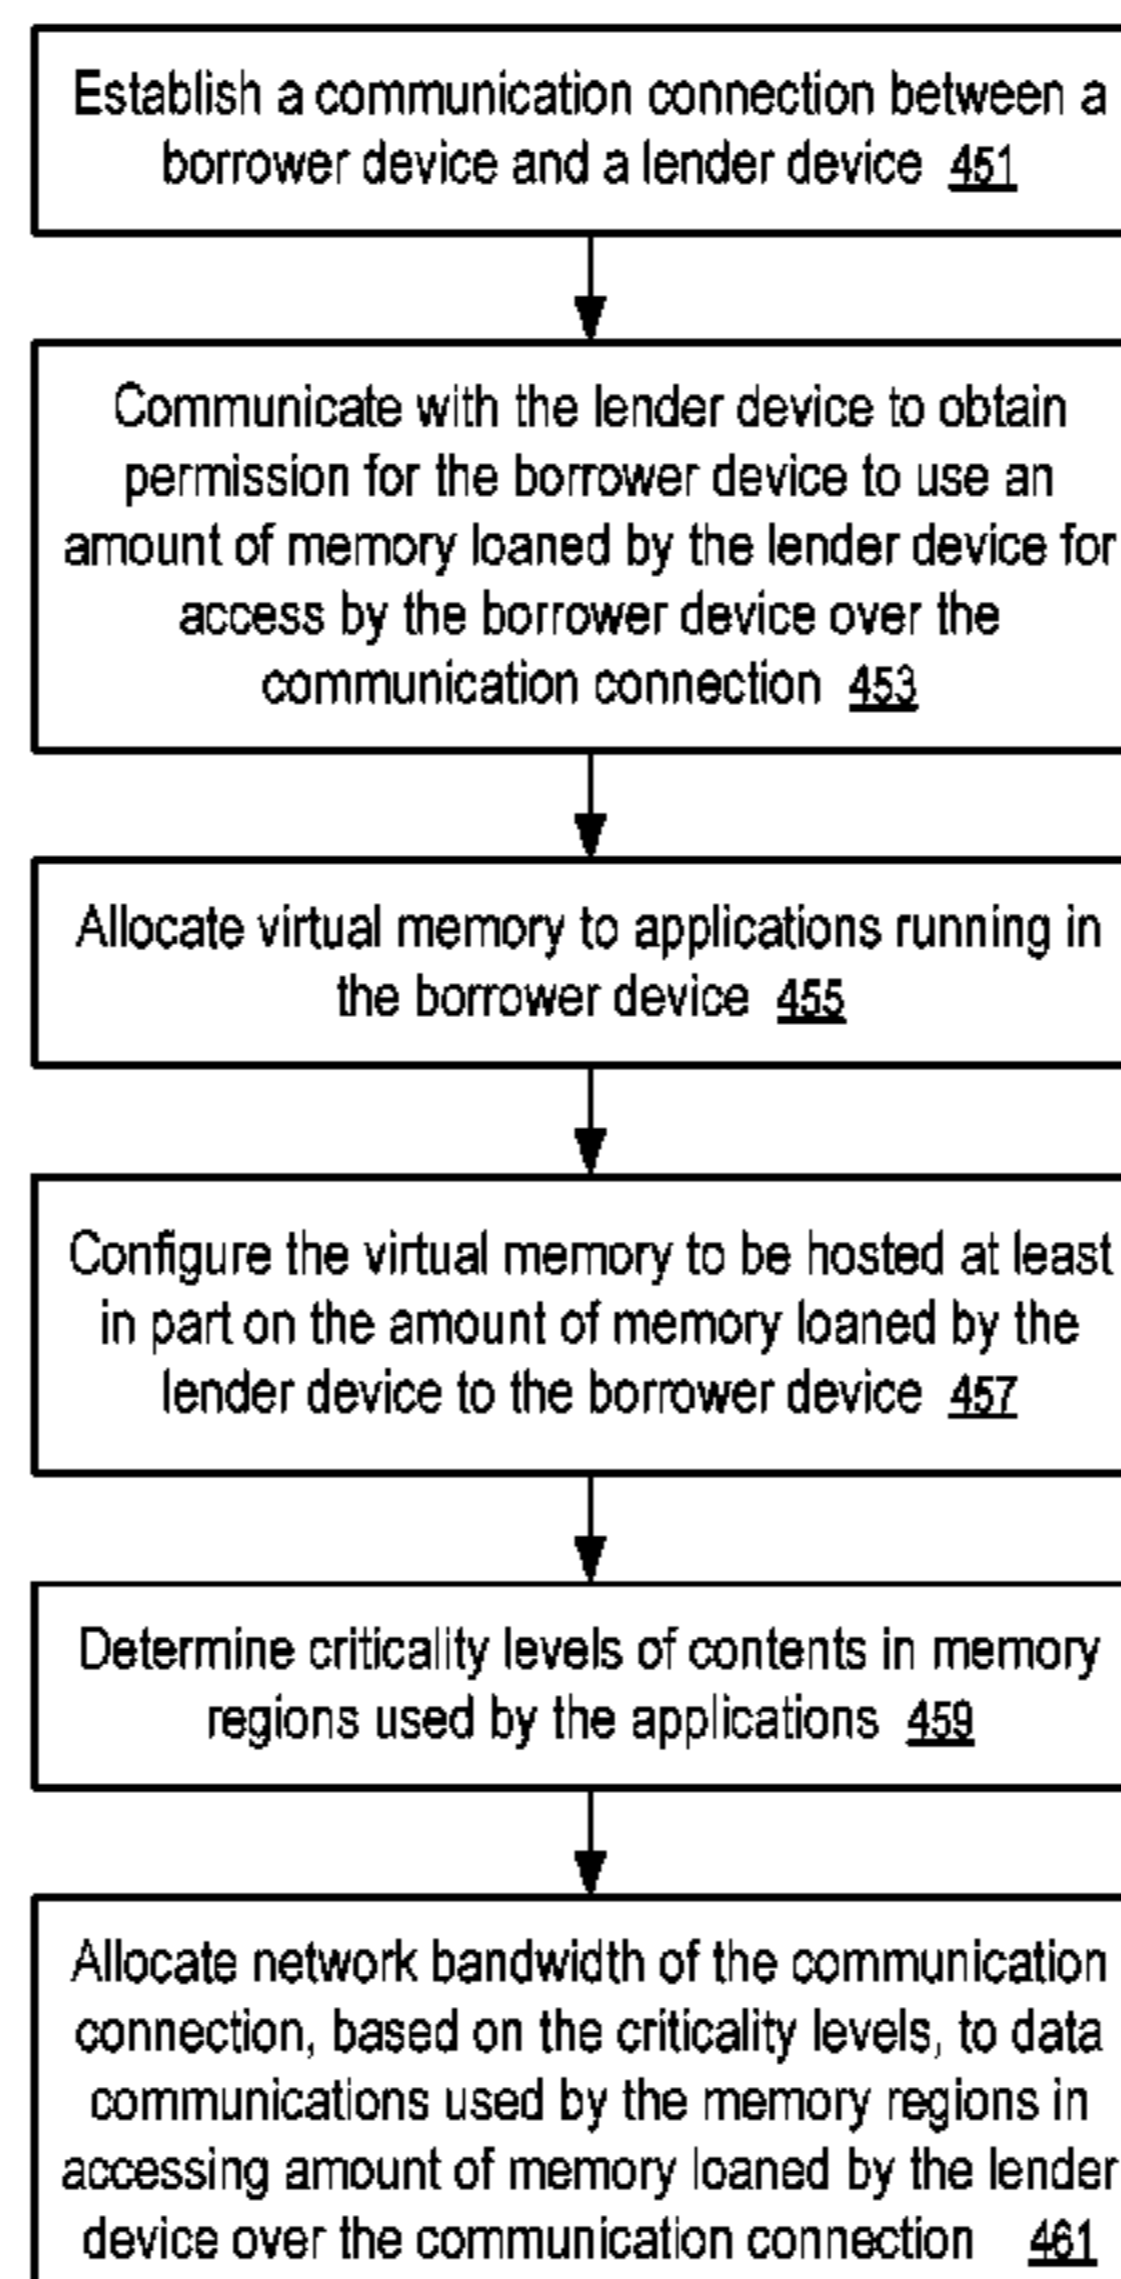 Establish a communication connection between a
borrower device and a lender device 451
Communicate with the lender device to obtain
permission for the borrower device to use an
amount of memory loaned by the lender device for
access by the borrower device over the
communication connection 453
Allocate virtual memory to applications running in
the borrower device 455
Configure the virtual memory to be hosted at least
in part on the amount of memory loaned by the
lender device to the borrower device 457
Determine criticality levels of contents in memory
regions used by the applications 459
Allocate network bandwidth of the communication
connection, based on the criticality levels, to data
communications used by the memory regions in
accessing amount of memory loaned by the lender
device over the communication connection 461